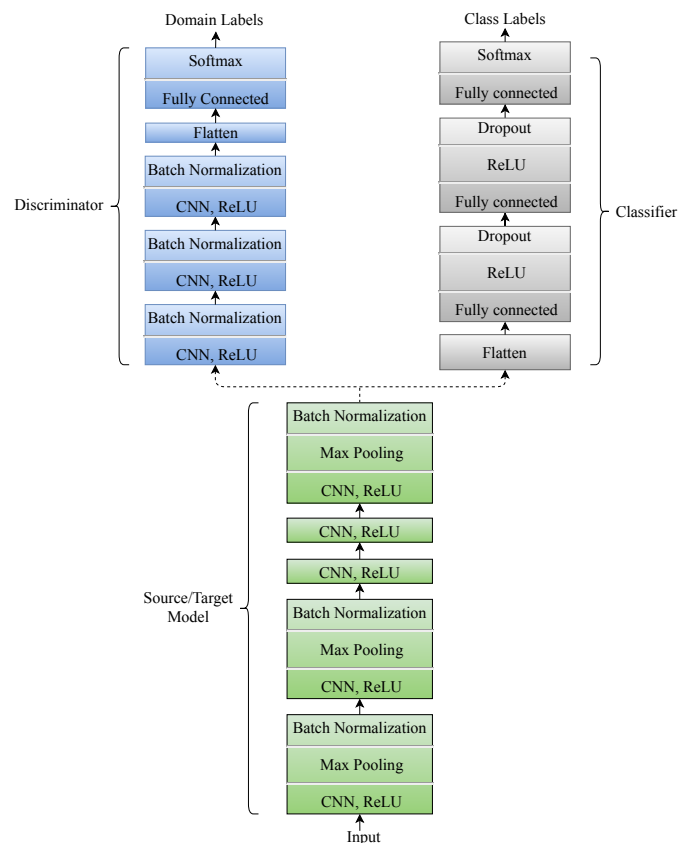 Domain Labels
Softmax
Fully Connected
Flatten
Batch Normalization
CNN, ReLU
Batch Normalization
CNN, ReLU
Batch Normalization
CNN, ReLU
Discriminator
Class Labels
Softmax
Fully connected
Dropout
ReLU
Fully connected
Dropout
ReLU
Fully connected
Flatten
Classifier
Batch Normalization
Max Pooling
CNN, ReLU
CNN, ReLU
CNN, ReLU
Batch Normalization
Max Pooling
CNN, ReLU
Batch Normalization
Max Pooling
CNN, ReLU
Source/Target
Model
Input